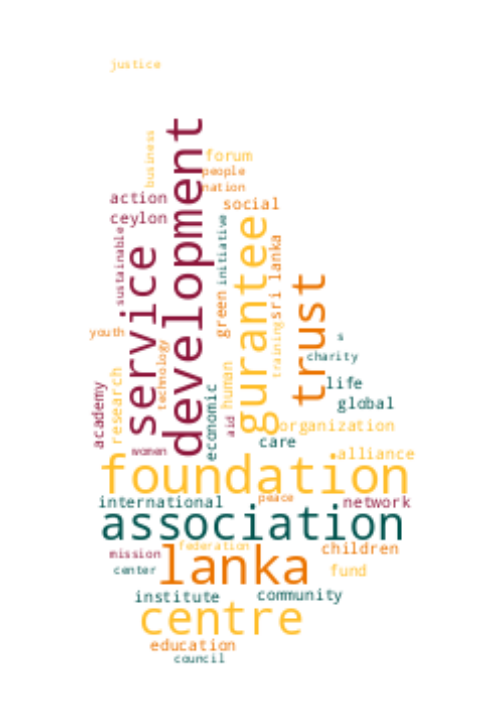 justice
business
development
forum
people
nation
action
social
ceylon
sustainable
service
initiative
gurantee
sri lanka
green
trust
youth
technology
training
s
charity
research
human
life
academy
economic
global
aid
organization
care
women
alliance
foundation
international
peace
network
association
federation
children
mission
lanka
center
fund
institute
community
centre
education
council